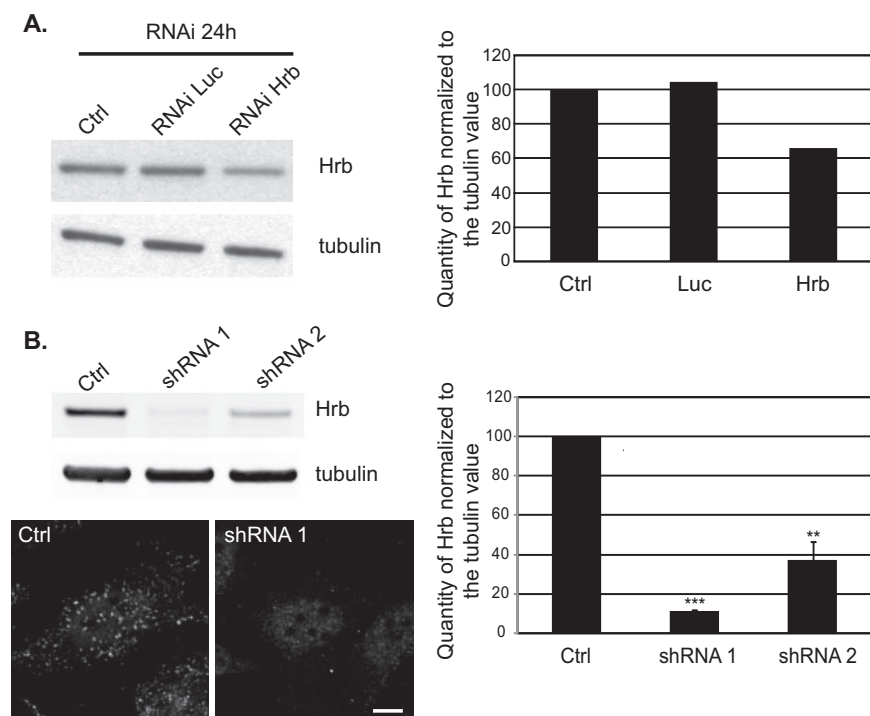 A.
RNAi 24h
Ctrl
RNAi Luc
RNAi Hrb
Hrb
tubulin
Quantity of Hrb normalized to
the tubulin value
120
100
80
60
40
20
0
Ctrl
Luc
Hrb
B.
Ctrl
shRNA 1
shRNA 2
Hrb
tubulin
Ctrl
shRNA 1
Quantity of Hrb normalized to
the tubulin value
120
100
80
60
40
20
0
***
**
Ctrl
shRNA 1
shRNA 2